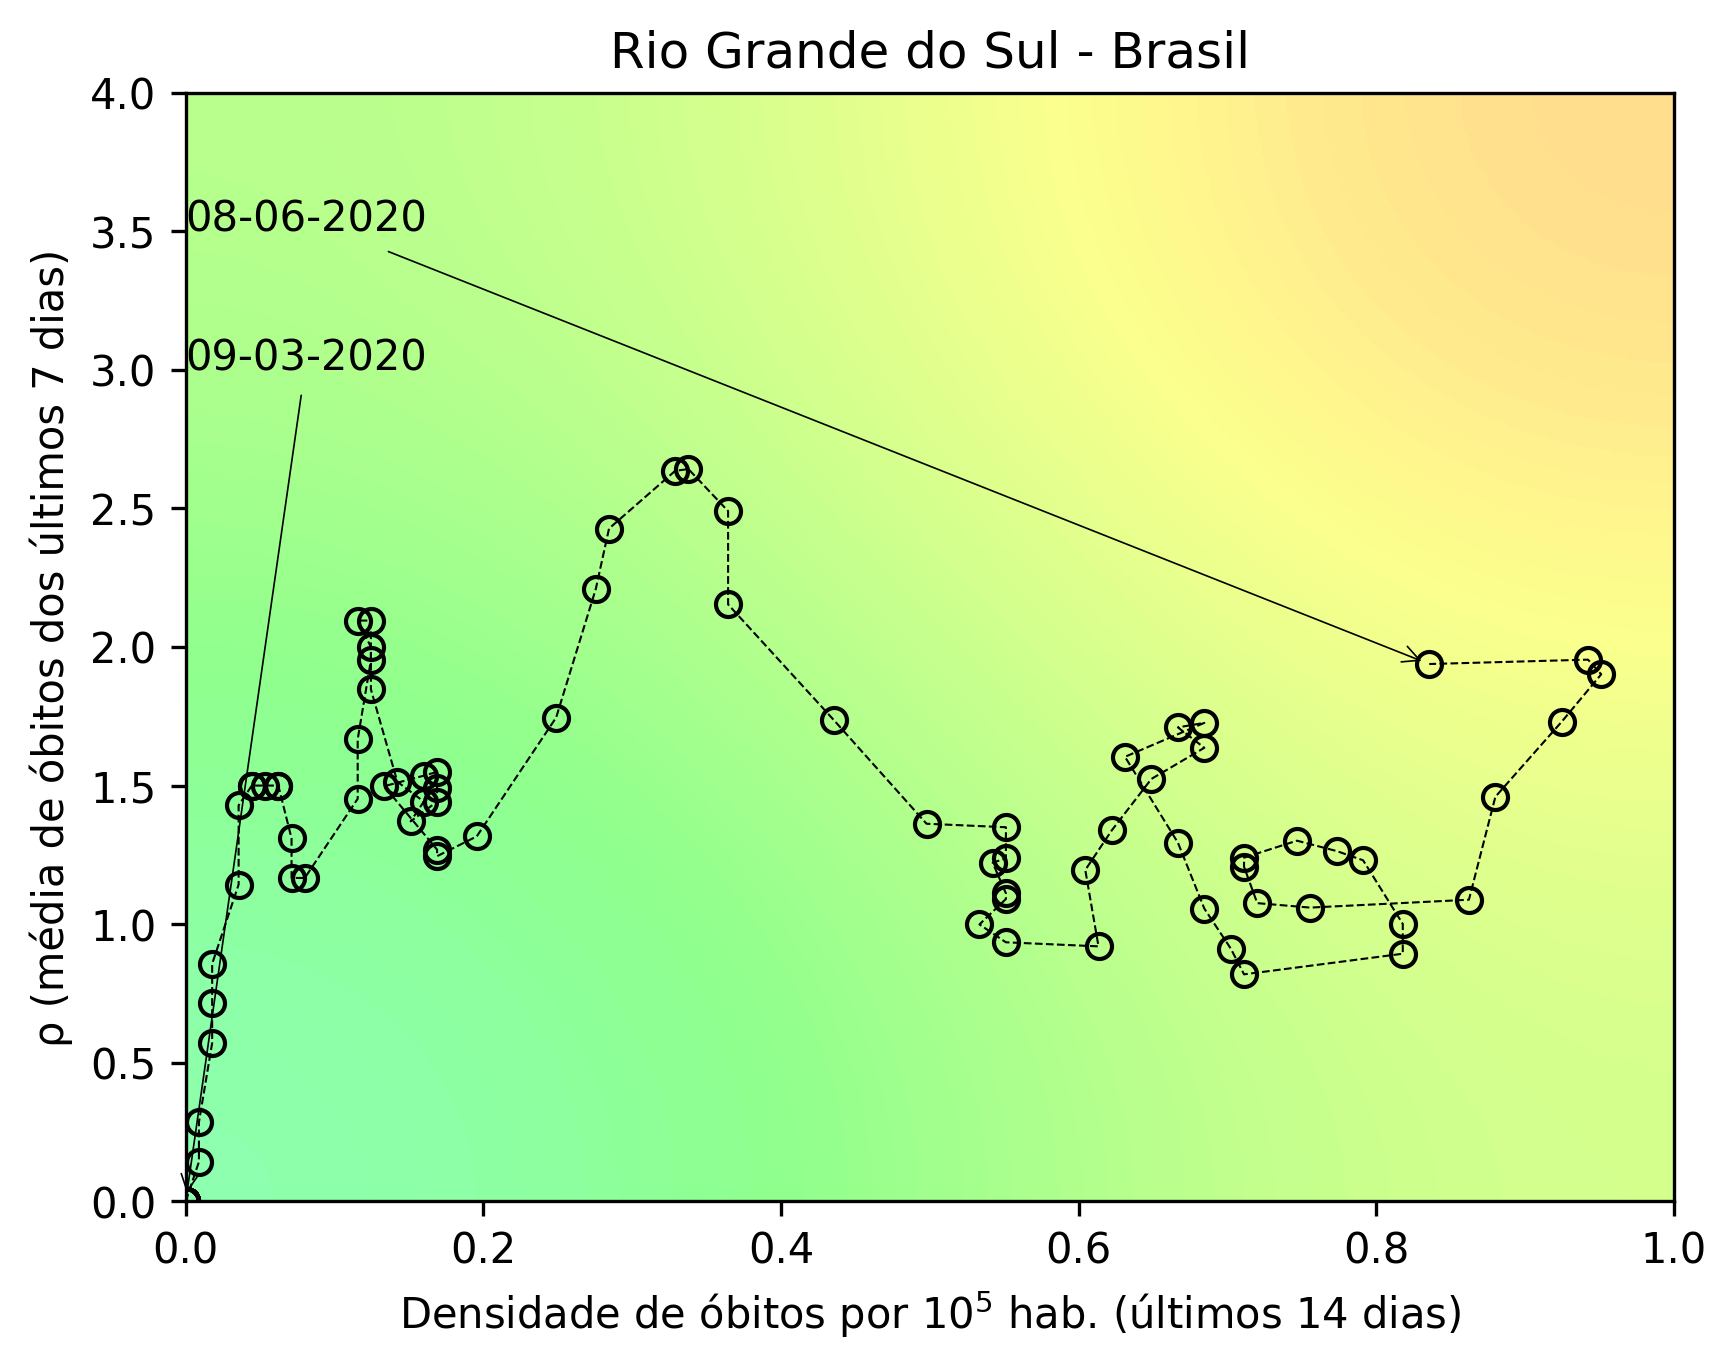 Rio Grande do Sul - Brasil
4.0
3.5
3.0
2.5
2.0
1.5
1.0
0.5
0.0
ρ (média de óbitos dos últimos 7 dias)
08-06-2020
09-03-2020
0.0 0.2 0.4 0.6 0.8 1.0
Densidade de óbitos por 10⁵ hab. (últimos 14 dias)